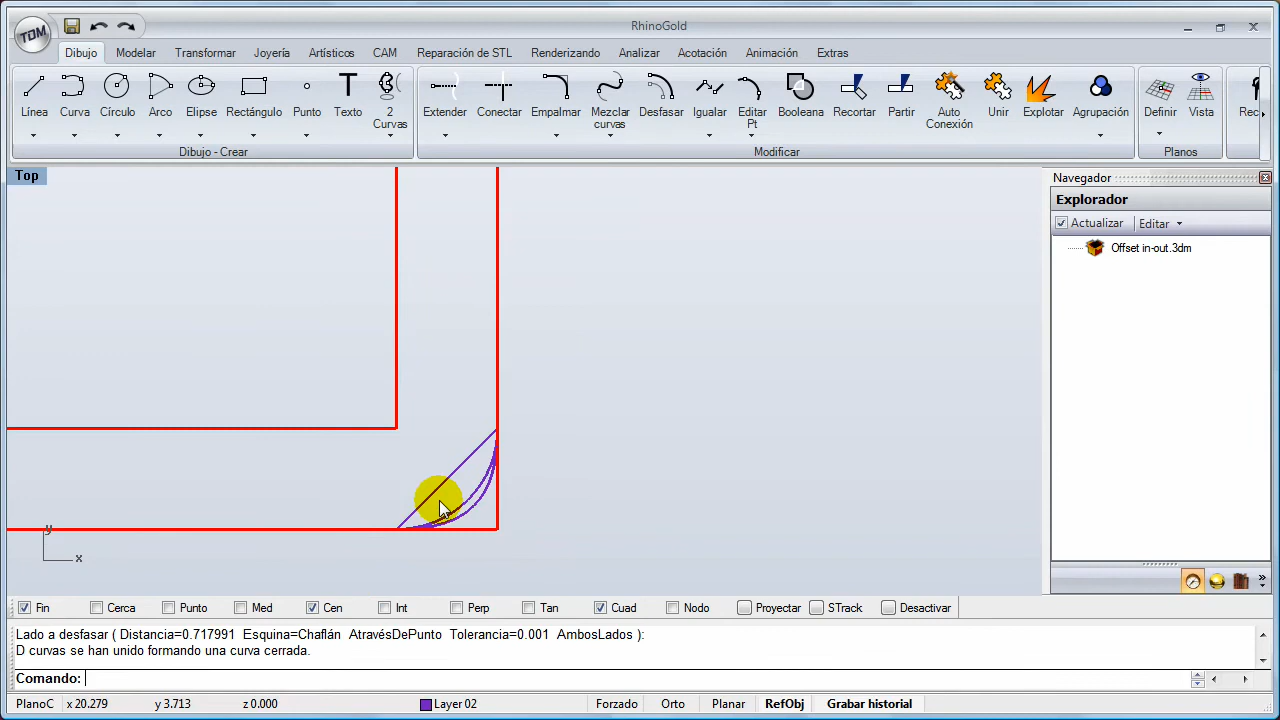 TDM
RhinoGold
Dibujo Modelar Transformar Joyería Artísticos CAM Reparación de STL Renderizando Analizar Acotación Animación Extras
Línea Curva Círculo Arco Elipse Rectángulo Punto Texto 2 Curvas Extender Conectar Empalmar Mezclar curvas Desfasar Igualar Editar Pt Booleana Recortar Partir Auto Conexión Unir Explotar Agrupación Definir Vista
Dibujo - Crear Modificar Planos
Top
Navegador
Explorador
Actualizar Editar
Offset in-out.3dm
y
x
Fin Cerca Punto Med Cen Int Perp Tan Cuad Nodo Proyectar STrack Desactivar
Lado a desfasar ( Distancia=0.717991 Esquina=Chaflán AtravésDePunto Tolerancia=0.001 AmbosLados ):
D curvas se han unido formando una curva cerrada.
Comando:
PlanoC x 20.279 y 3.713 z 0.000 Layer 02 Forzado Orto Planar RefObj Grabar historial